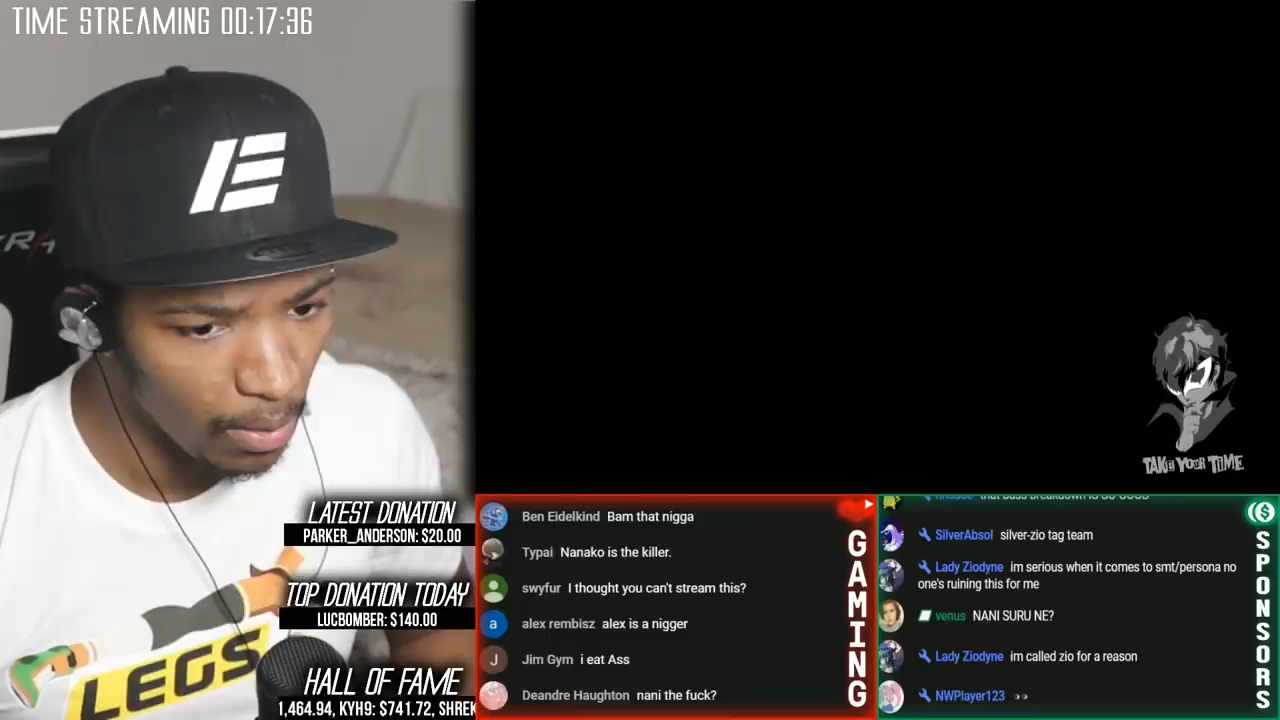 TIME STREAMING 00:17:36
TAKE YOUR TIME
LATEST DONATION
PARKER_ANDERSON: $20.00
TOP DONATION TODAY
LUCBOMBER: $140.00
HALL OF FAME
1,464.94, KYH9: $741.72, SHREK
LEGS
Ben Eidelkind Bam that nigga
Typai Nanako is the killer.
swyfur I thought you can't stream this?
a alex rembisz alex is a nigger
J Jim Gym i eat Ass
Deandre Haughton nani the fuck?
GAMING
SilverAbsol silver-zio tag team
Lady Ziodyne im serious when it comes to smt/persona no
one's ruining this for me
venus NANI SURU NE?
Lady Ziodyne im called zio for a reason
NWPlayer123 👀
$
SPONSORS